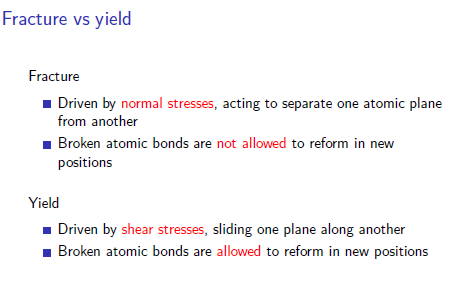 Fracture vs yield
Fracture
Driven by normal stresses, acting to separate one atomic plane
from another
Broken atomic bonds are not allowed to reform in new
positions
Yield
Driven by shear stresses, sliding one plane along another
Broken atomic bonds are allowed to reform in new positions